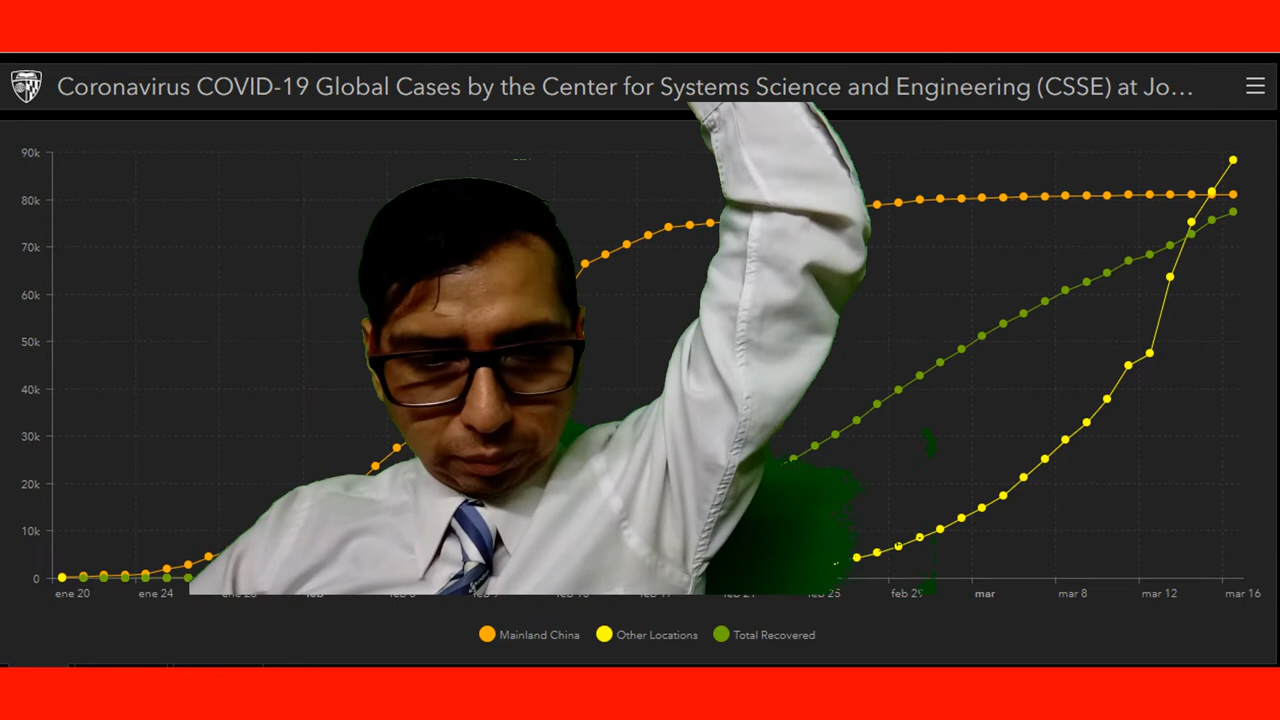 Coronavirus COVID-19 Global Cases by the Center for Systems Science and Engineering (CSSE) at Jo...
90k
80k
70k
60k
50k
40k
30k
20k
10k
0
ene 20 ene 24 feb 29 mar mar 8 mar 12 mar 16
Mainland China Other Locations Total Recovered